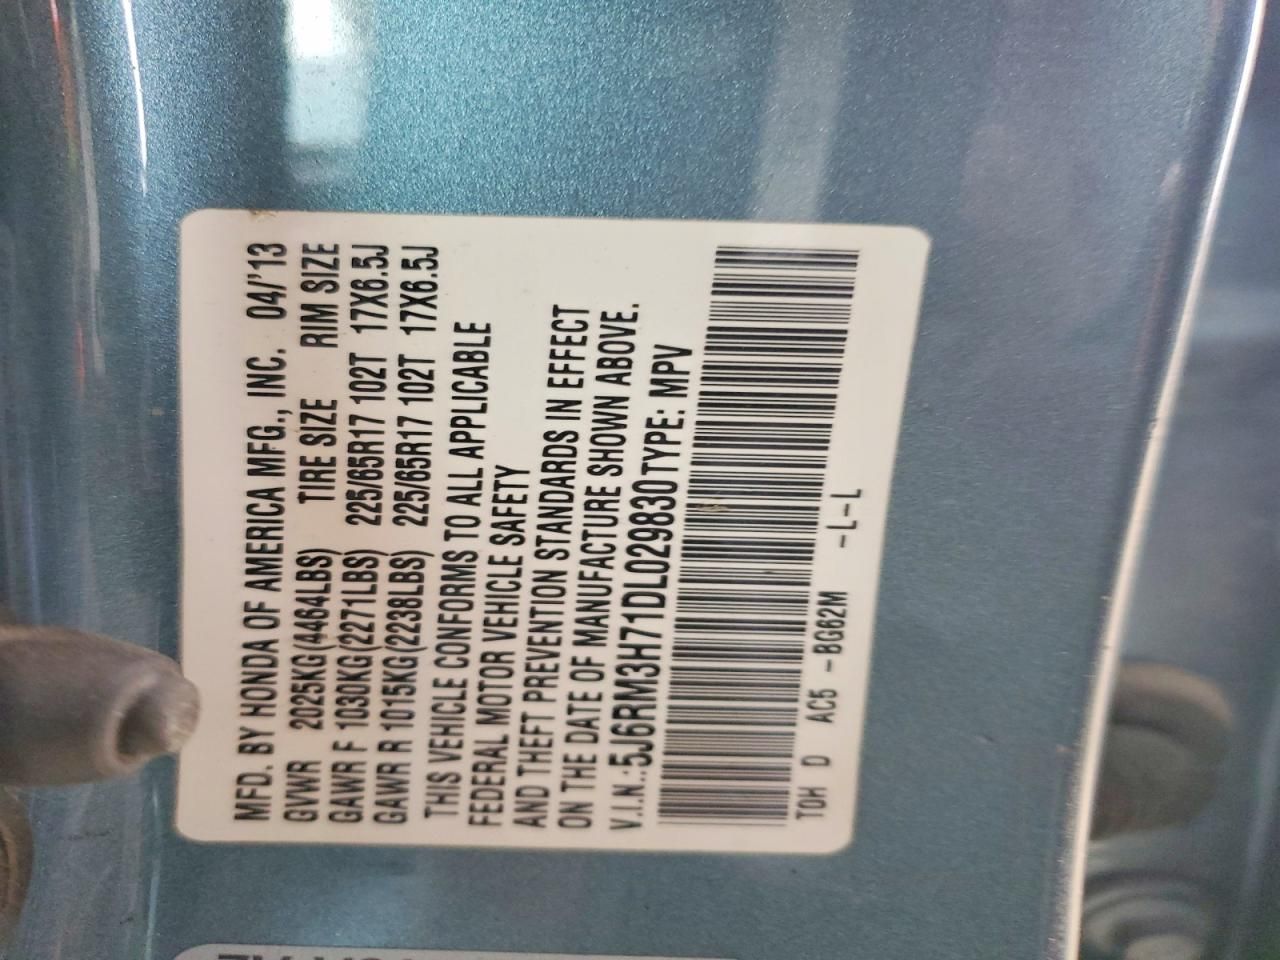 MFD. BY HONDA OF AMERICA MFG., INC. 04/'13
GVWR 2025KG(4464LBS) TIRE SIZE RIM SIZE
GAWR F 1030KG(2271LBS) 225/65R17 102T 17X6.5J
GAWR R 1015KG(2238LBS) 225/65R17 102T 17X6.5J
THIS VEHICLE CONFORMS TO ALL APPLICABLE
FEDERAL MOTOR VEHICLE SAFETY
AND THEFT PREVENTION STANDARDS IN EFFECT
ON THE DATE OF MANUFACTURE SHOWN ABOVE.
V.I.N.:5J6RM3H71DL029830 TYPE: MPV
TOH D AC5 -BG62M -L-L